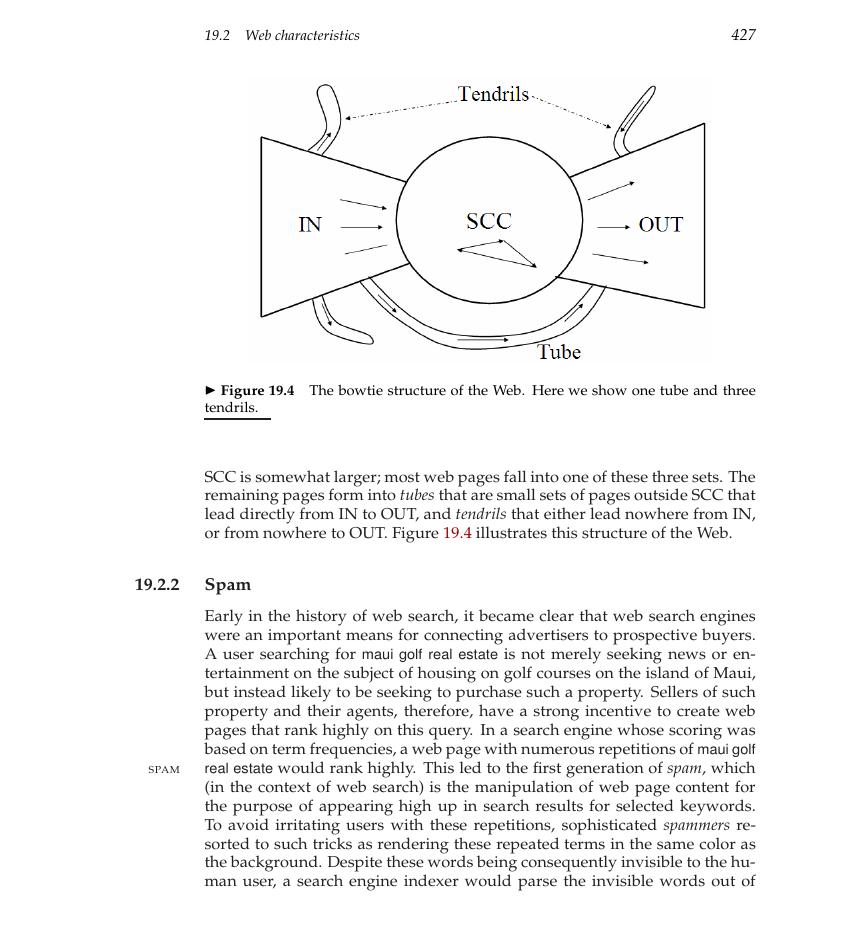 19.2 Web characteristics
427
Tendrils
IN
SCC
OUT
Tube
► Figure 19.4 The bowtie structure of the Web. Here we show one tube and three
tendrils.
SCC is somewhat larger; most web pages fall into one of these three sets. The
remaining pages form into tubes that are small sets of pages outside SCC that
lead directly from IN to OUT, and tendrils that either lead nowhere from IN,
or from nowhere to OUT. Figure 19.4 illustrates this structure of the Web.
19.2.2 Spam
Early in the history of web search, it became clear that web search engines
were an important means for connecting advertisers to prospective buyers.
A user searching for maui golf real estate is not merely seeking news or en-
tertainment on the subject of housing on golf courses on the island of Maui,
but instead likely to be seeking to purchase such a property. Sellers of such
property and their agents, therefore, have a strong incentive to create web
pages that rank highly on this query. In a search engine whose scoring was
based on term frequencies, a web page with numerous repetitions of maui golf
SPAM real estate would rank highly. This led to the first generation of spam, which
(in the context of web search) is the manipulation of web page content for
the purpose of appearing high up in search results for selected keywords.
To avoid irritating users with these repetitions, sophisticated spammers re-
sorted to such tricks as rendering these repeated terms in the same color as
the background. Despite these words being consequently invisible to the hu-
man user, a search engine indexer would parse the invisible words out of